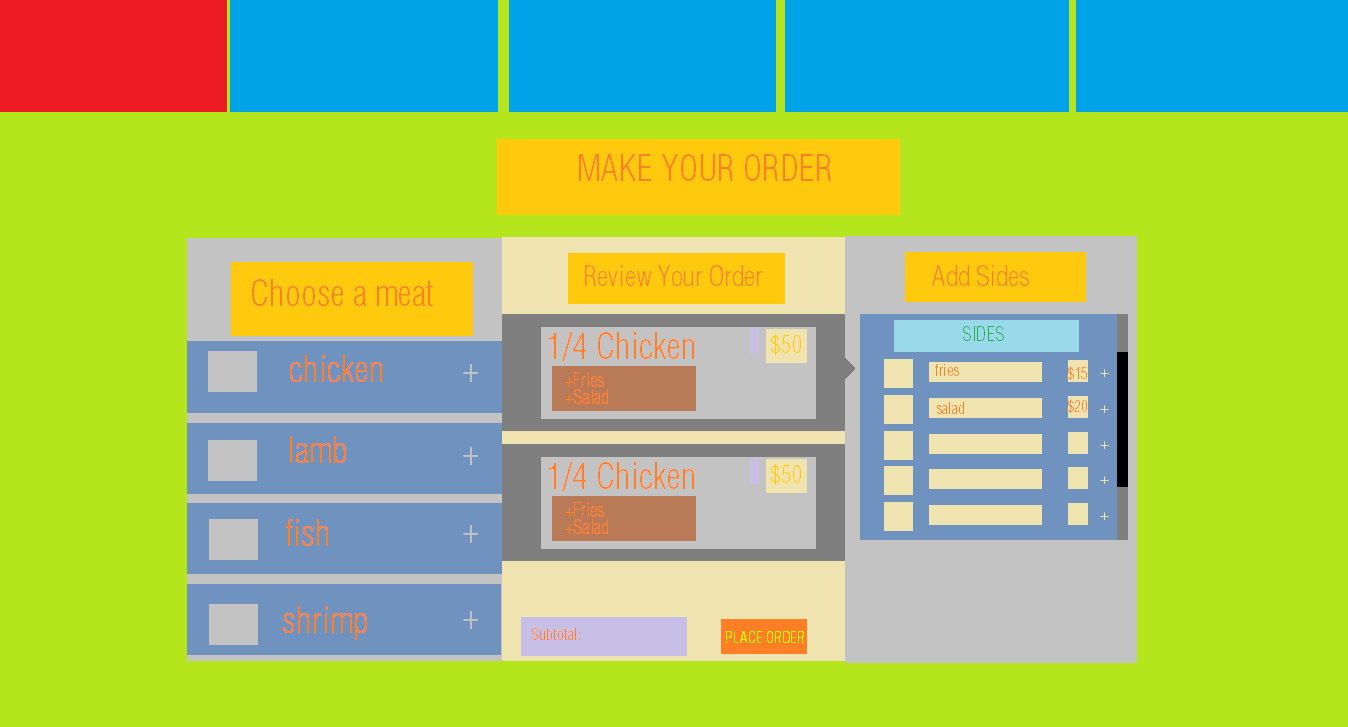 MAKE YOUR ORDER
Choose a meat
chicken +
lamb +
fish +
shrimp +
Review Your Order
1/4 Chicken $50
+Fries
+Salad
1/4 Chicken $50
+Fries
+Salad
Subtotal:
PLACE ORDER
Add Sides
SIDES
fries $15 +
salad $20 +
+
+
+